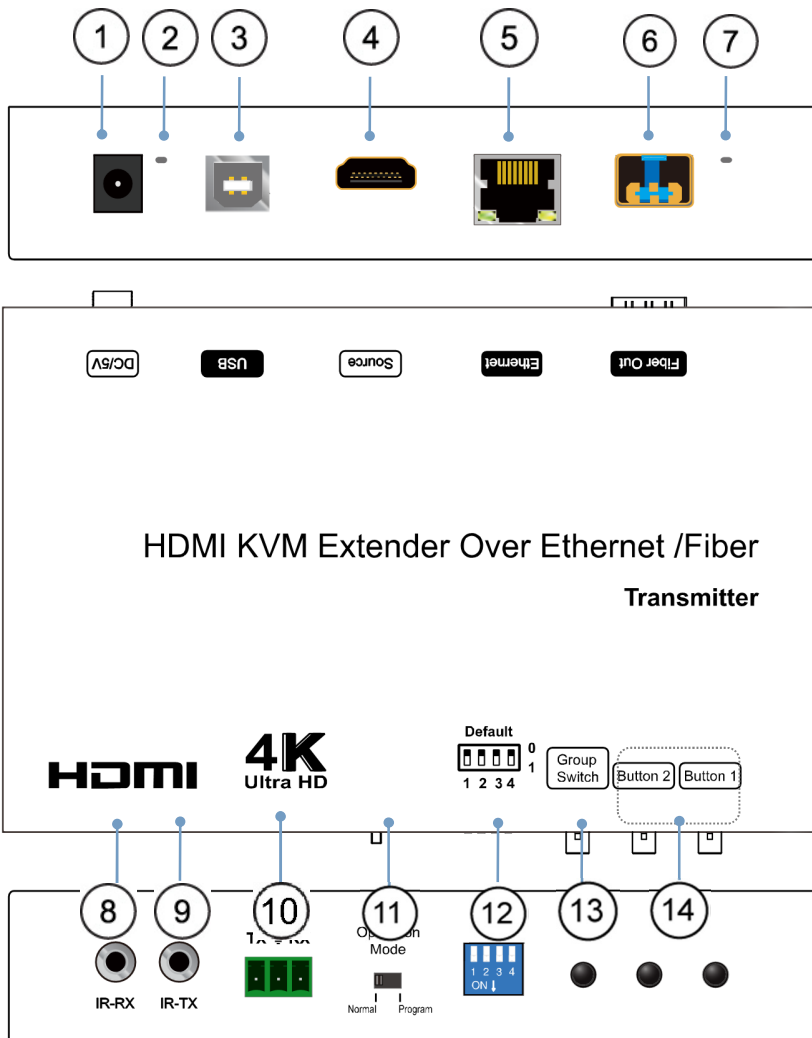 1 2 3 4 5 6 7
DC/5V USB Source Ethernet Fiber Out
HDMI KVM Extender Over Ethernet /Fiber
Transmitter
Default
0
1
1 2 3 4
HDMI
4K
Ultra HD
Group
Switch
Button 2
Button 1
8 9 10 11 12 13 14
Mode
1 2 3 4
ON
IR-RX IR-TX
Normal Program